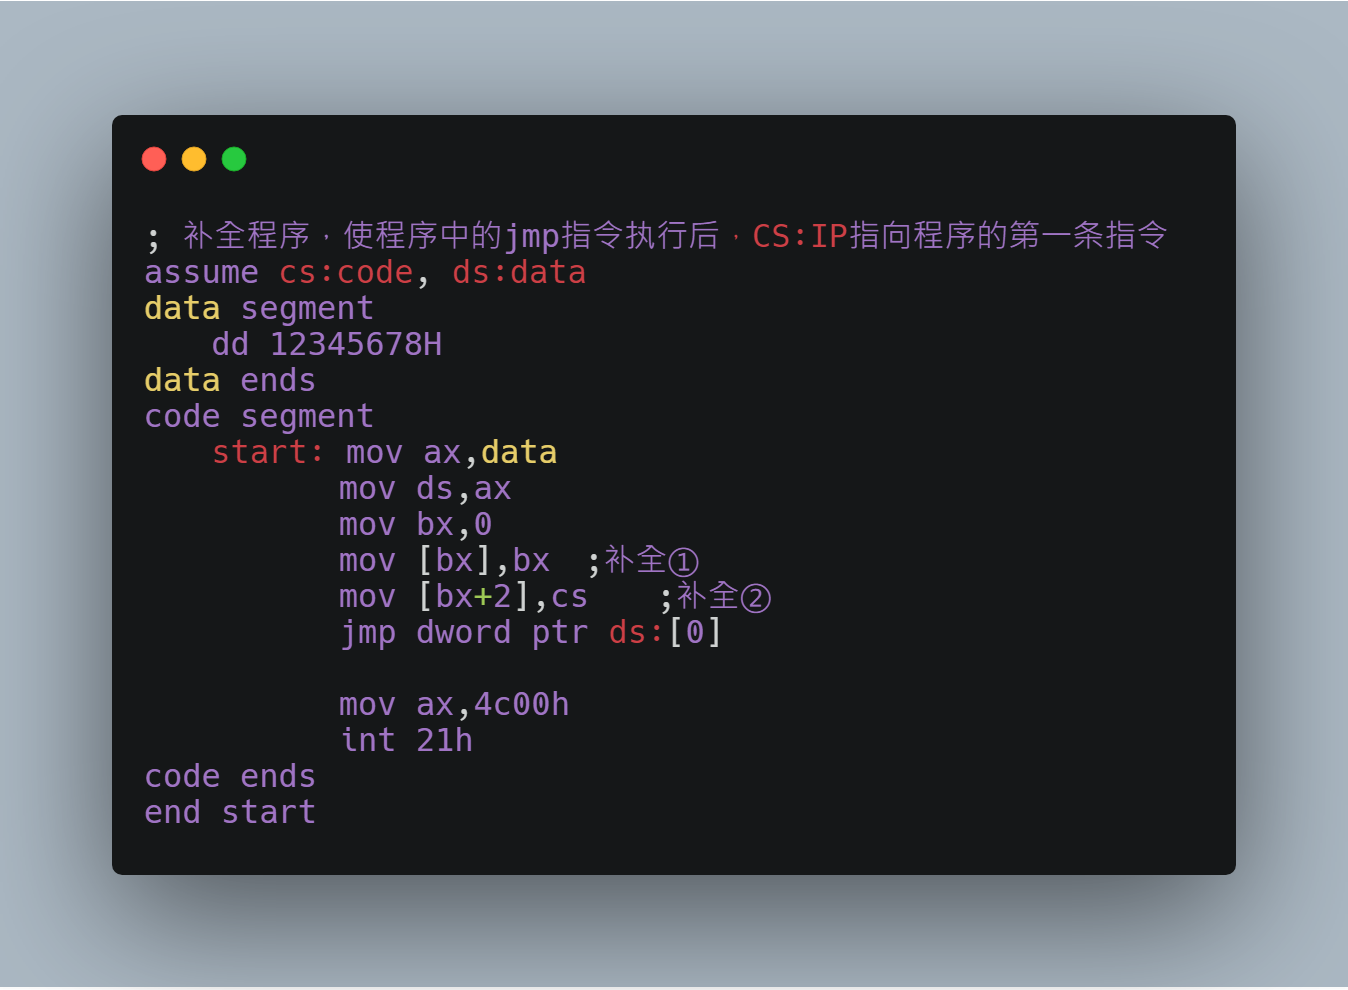 ; 补全程序，使程序中的jmp指令执行后，CS:IP指向程序的第一条指令
assume cs:code, ds:data
data segment
dd 12345678H
data ends
code segment
start: mov ax,data
mov ds,ax
mov bx,0
mov [bx],bx ;补全①
mov [bx+2],cs ;补全②
jmp dword ptr ds:[0]
mov ax,4c00h
int 21h
code ends
end start